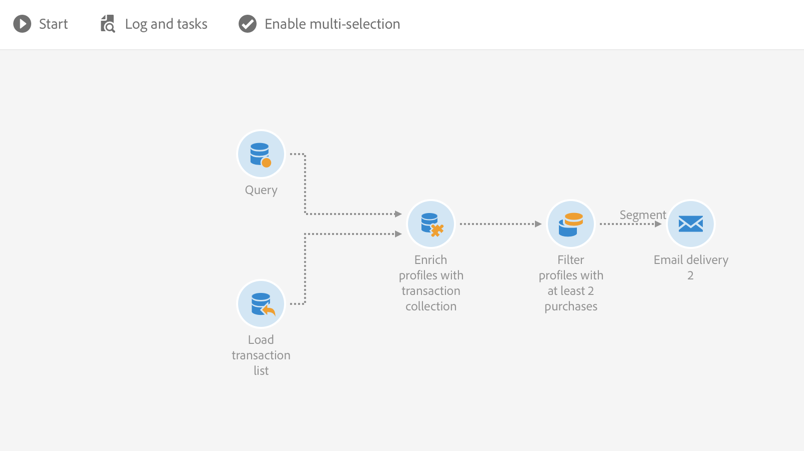 Start
Log and tasks
Enable multi-selection
Query
Load
transaction
list
Enrich
profiles with
transaction
collection
Filter
profiles with
at least 2
purchases
Segment
Email delivery
2